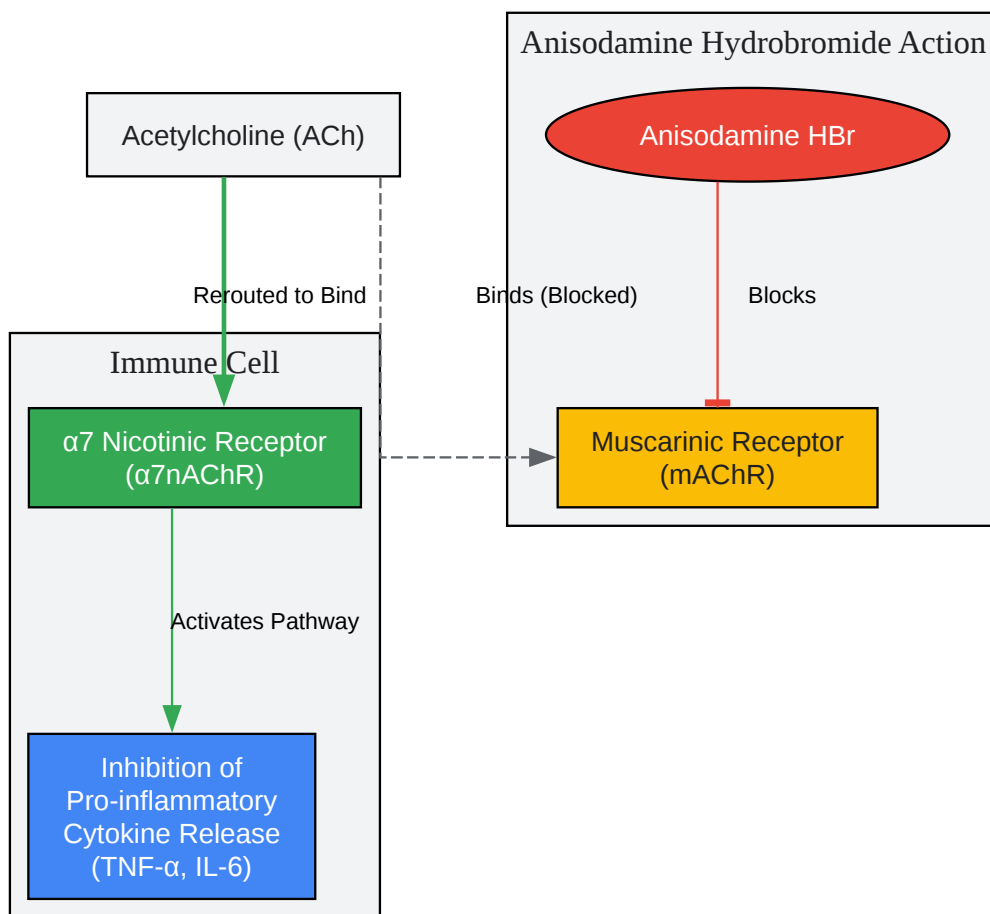 Anisodamine Hydrobromide Action
Acetylcholine (ACh)
Anisodamine HBr
Rerouted to Bind
Binds (Blocked)
Blocks
Immune Cell
α7 Nicotinic Receptor
(α7nAChR)
Muscarinic Receptor
(mAChR)
Activates Pathway
Inhibition of
Pro-inflammatory
Cytokine Release
(TNF-α, IL-6)